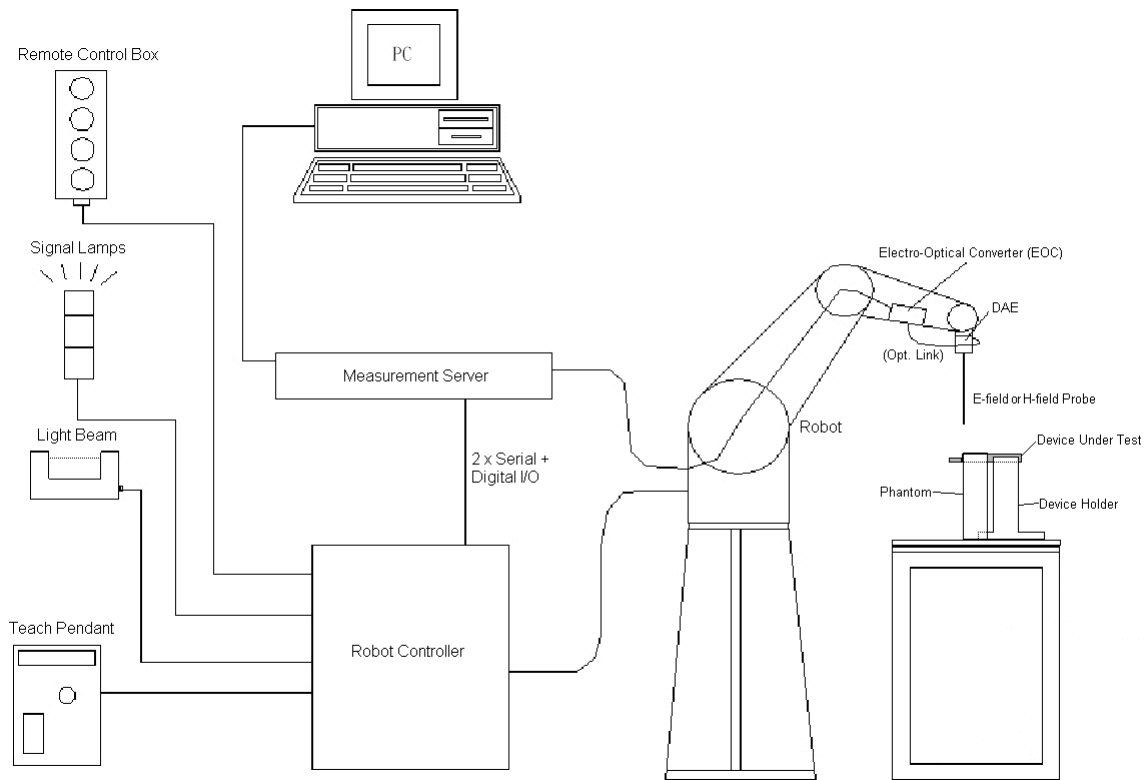 Remote Control Box
PC
Signal Lamps
Electro-Optical Converter (EOC)
DAE
(Opt. Link)
Measurement Server
E-field or H-field Probe
Robot
Light Beam
2 x Serial +
Digital I/O
Device Under Test
Phantom
Device Holder
Teach Pendant
Robot Controller